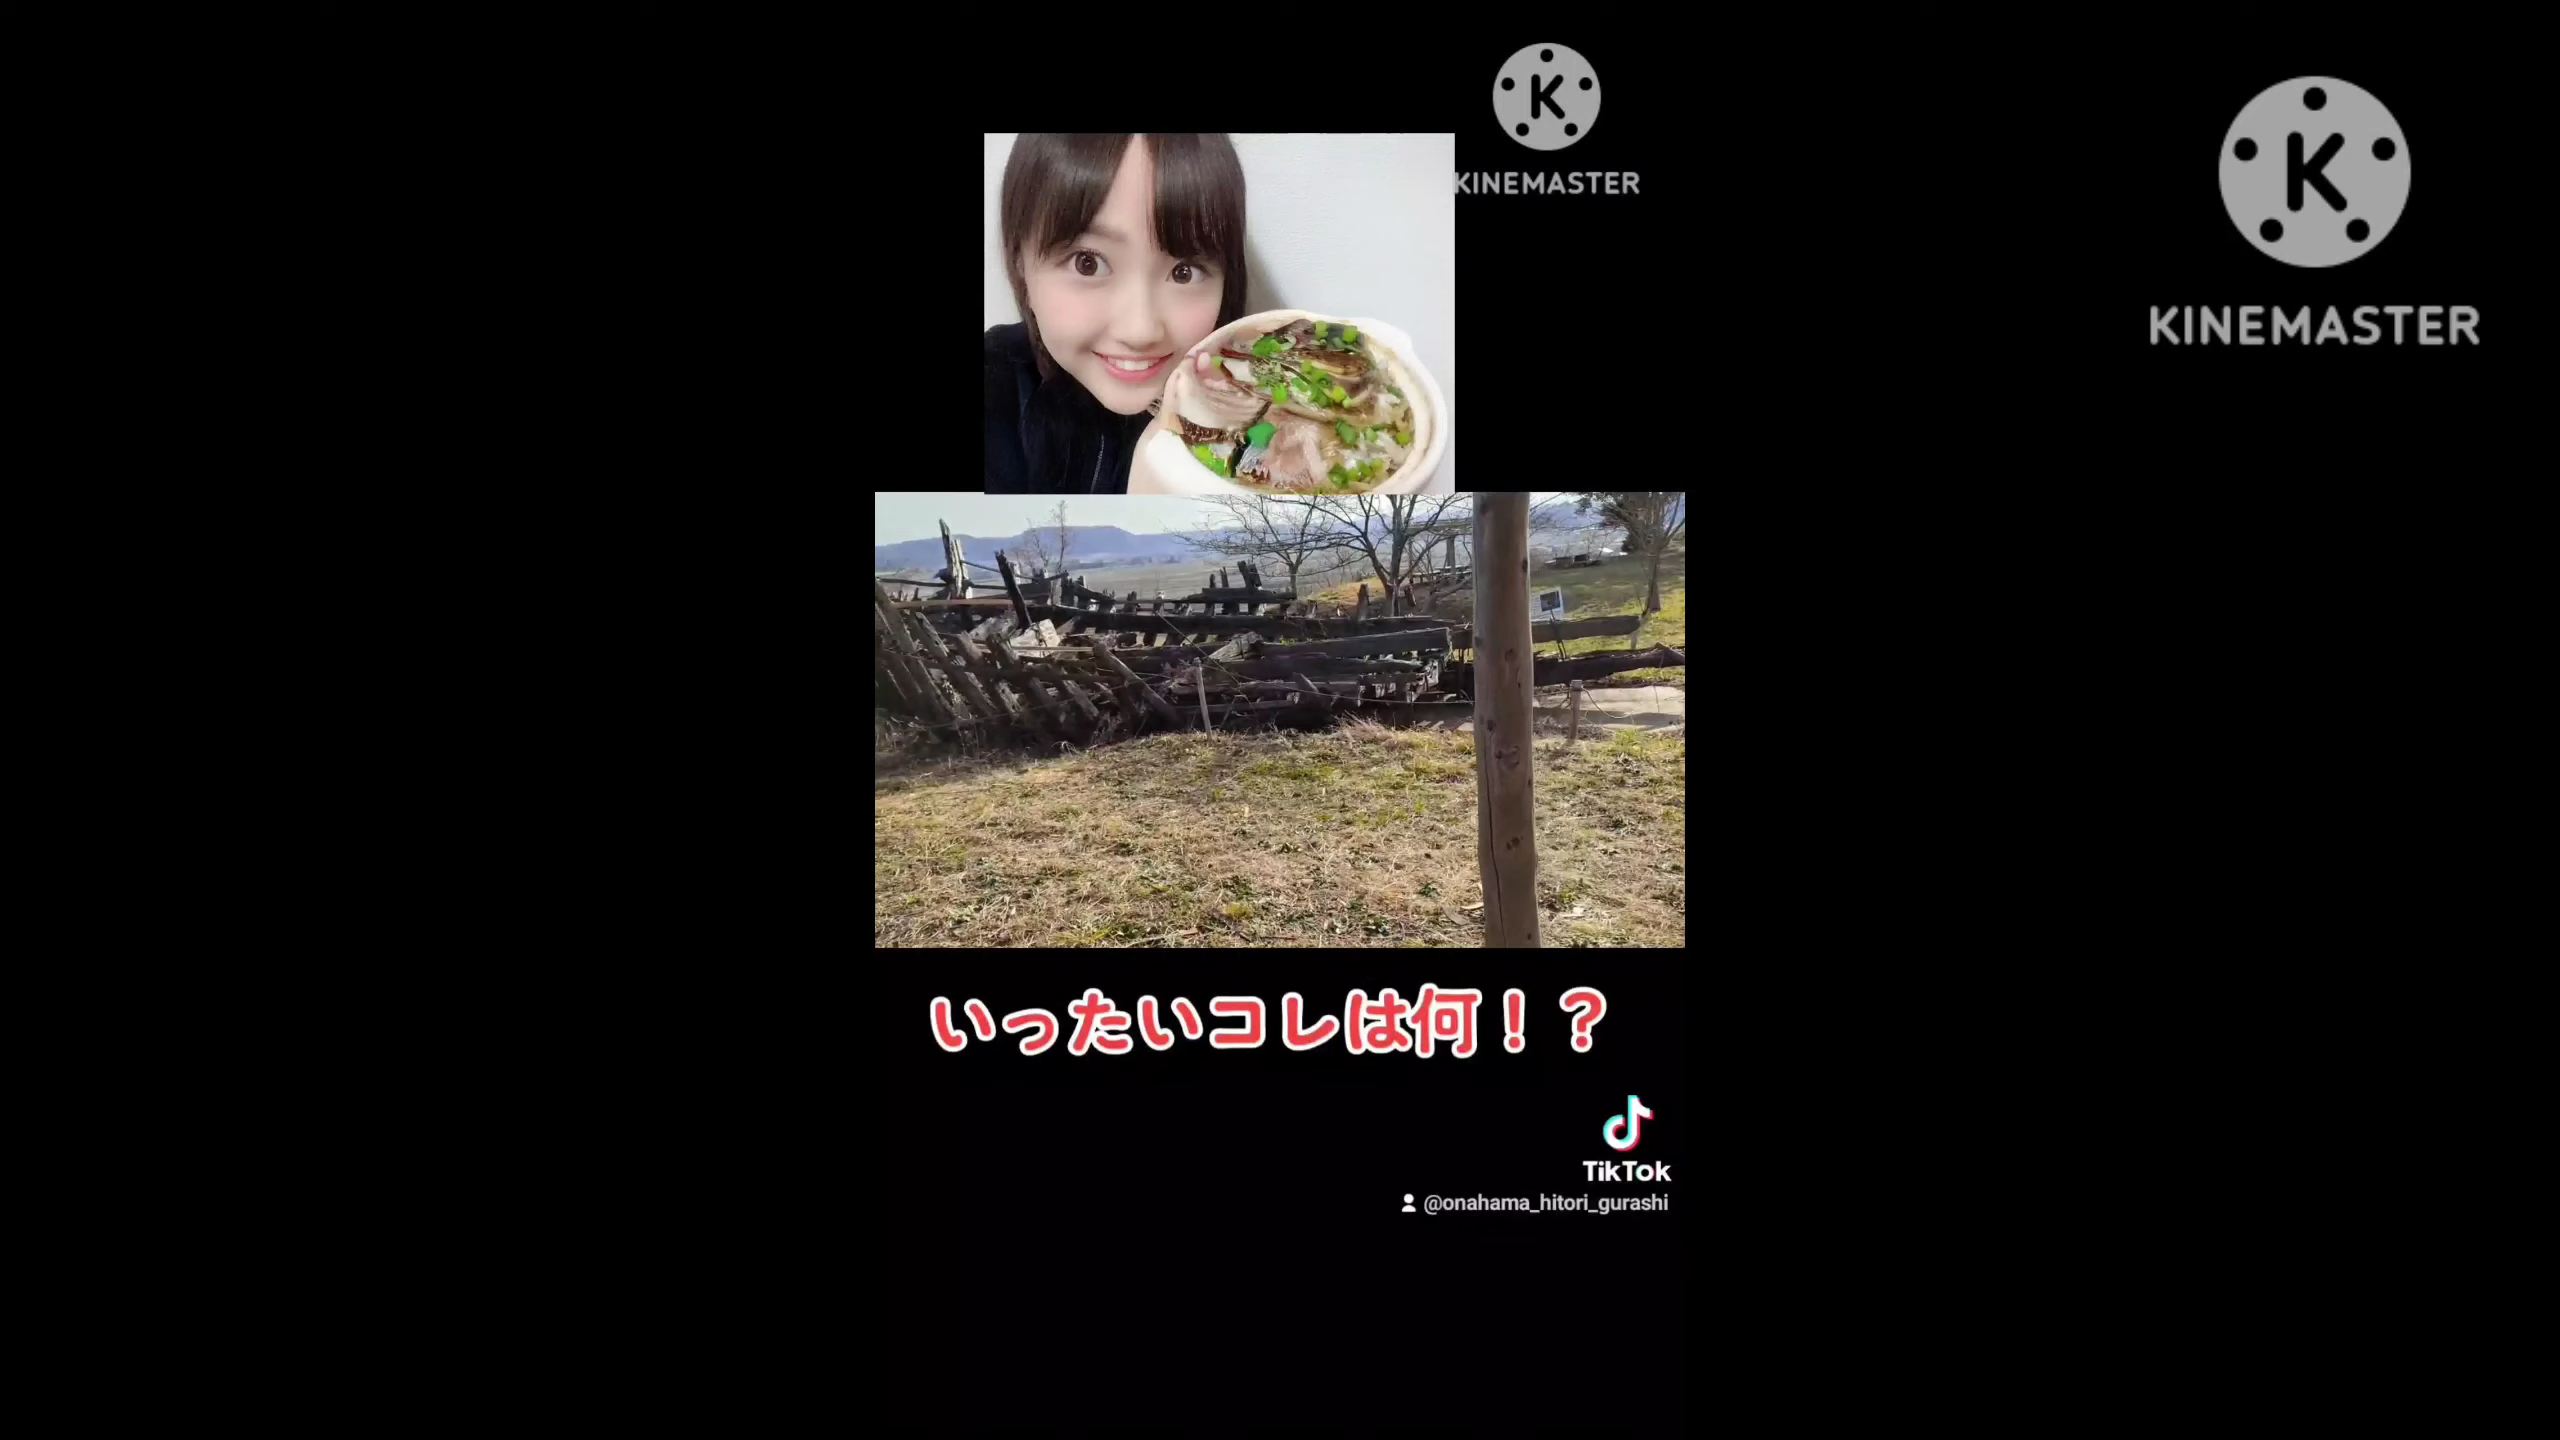 K
KINEMASTER
K
KINEMASTER
いったいコレは何！？
TikTok
@onahama_hitori_gurashi